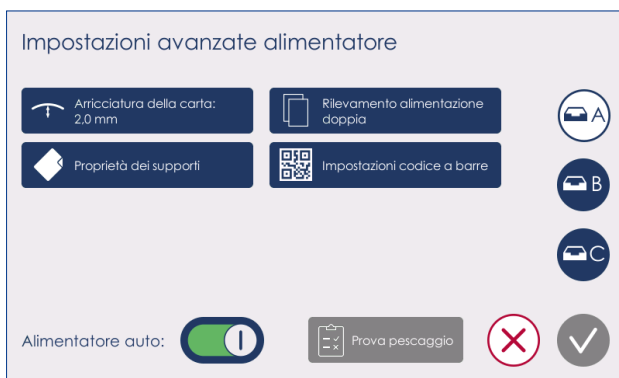 Impostazioni avanzate alimentatore
Arricciatura della carta:
2,0 mm
Rilevamento alimentazione
doppia
A
Proprietà dei supporti
Impostazioni codice a barre
B
C
Alimentatore auto:
Prova pescaggio